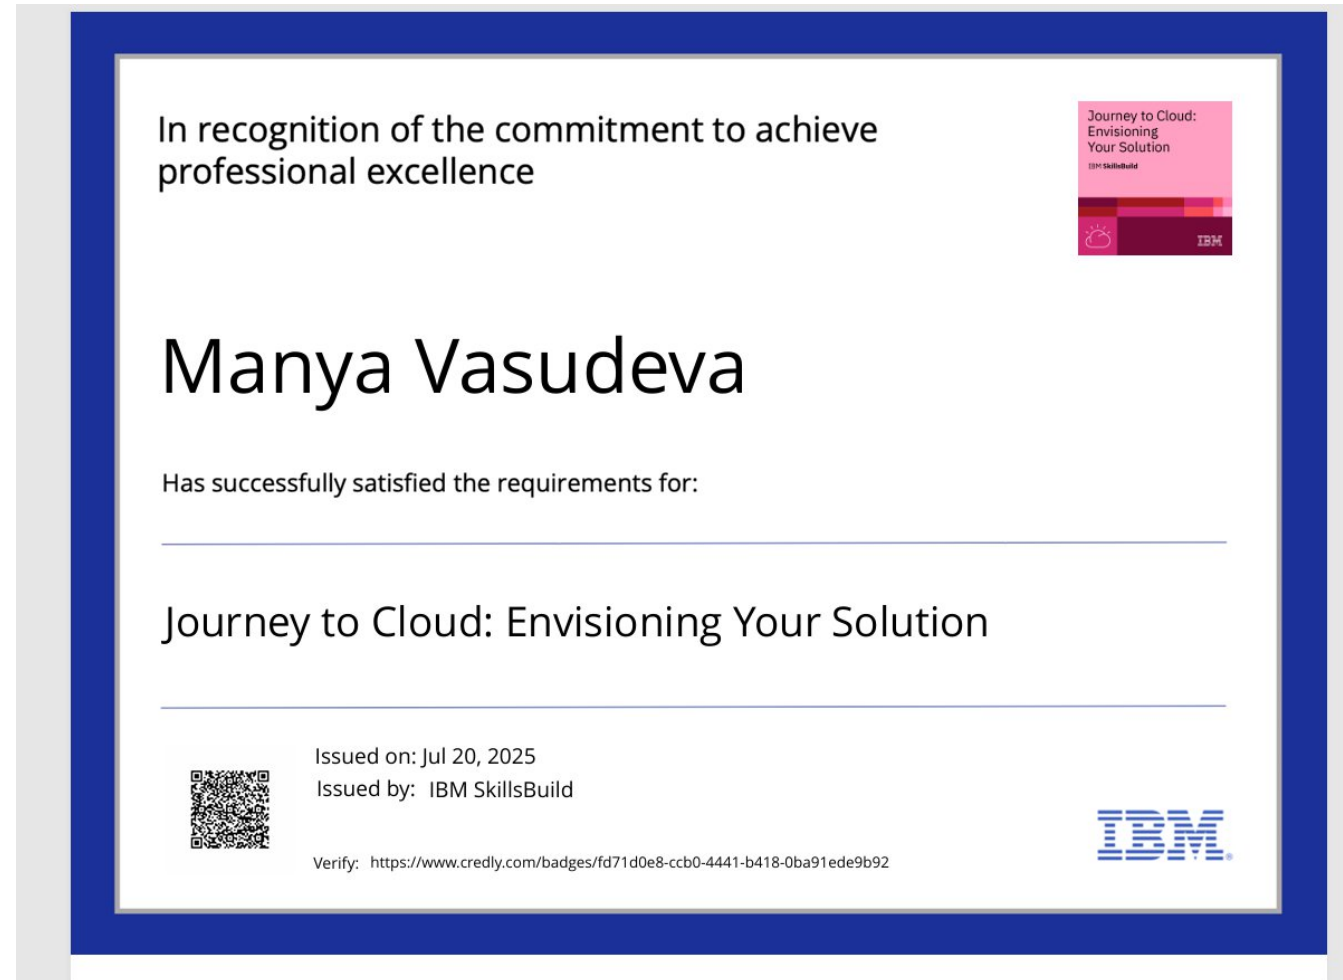 In recognition of the commitment to achieve
professional excellence
Journey to Cloud:
Envisioning
Your Solution
IBM SkillsBuild
IBM
Manya Vasudeva
Has successfully satisfied the requirements for:
Journey to Cloud: Envisioning Your Solution
Issued on: Jul 20, 2025
Issued by: IBM SkillsBuild
Verify: https://www.credly.com/badges/fd71d0e8-ccb0-4441-b418-0ba91ede9b92
IBM®